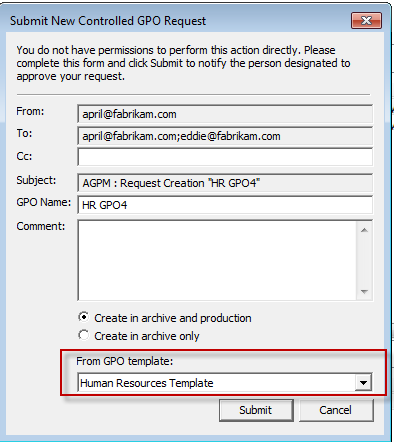 Submit New Controlled GPO Request
You do not have permissions to perform this action directly. Please
complete this form and click Submit to notify the person designated to
approve your request.
From: april@fabrikam.com
To: april@fabrikam.com;eddie@fabrikam.com
Cc:
Subject: AGPM : Request Creation "HR GPO4"
GPO Name: HR GPO4
Comment:
Create in archive and production
Create in archive only
From GPO template:
Human Resources Template
Submit Cancel